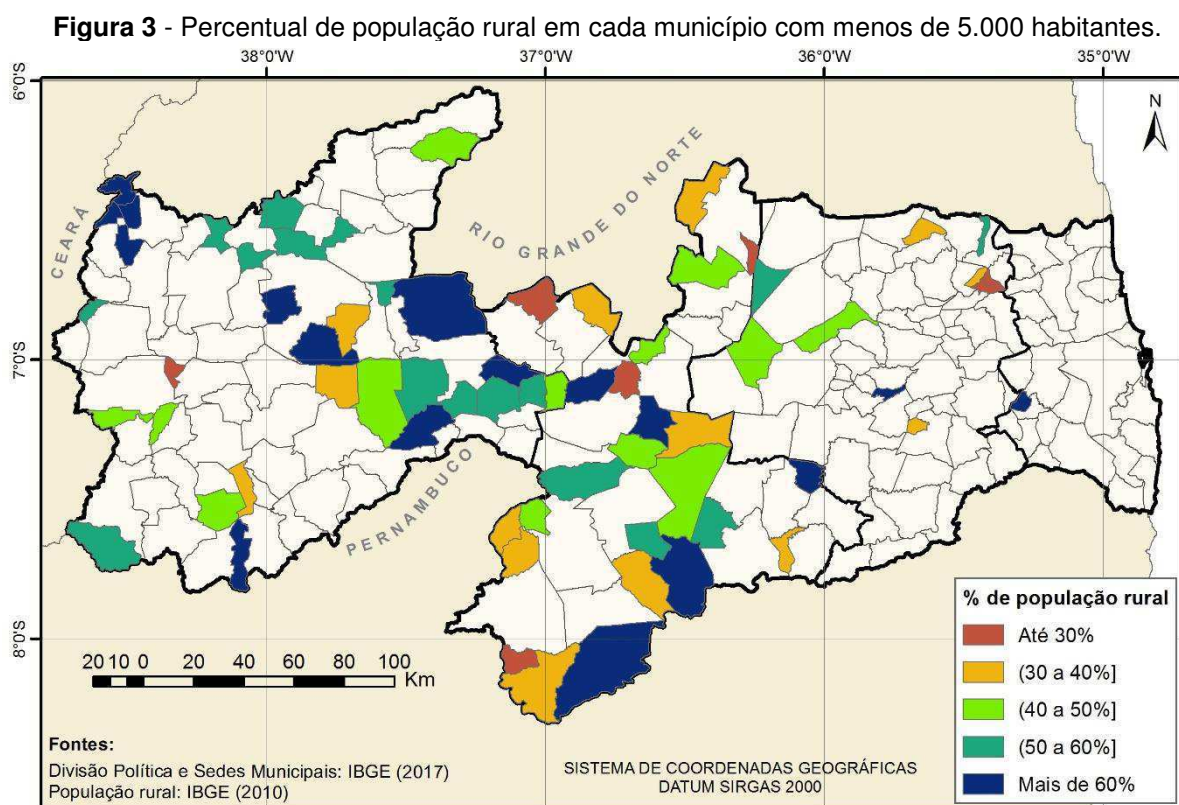 Figura 3 - Percentual de população rural em cada município com menos de 5.000 habitantes.
38°0'W 37°0'W 36°0'W 35°0'W
6°0'S
7°0'S
8°0'S
N
CEARÁ
RIO GRANDE DO NORTE
PERNAMBUCO
20 10 0 20 40 60 80 100
Km
% de população rural
Até 30%
(30 a 40%]
(40 a 50%]
(50 a 60%]
Mais de 60%
Fontes:
Divisão Política e Sedes Municipais: IBGE (2017)
População rural: IBGE (2010)
SISTEMA DE COORDENADAS GEOGRÁFICAS
DATUM SIRGAS 2000